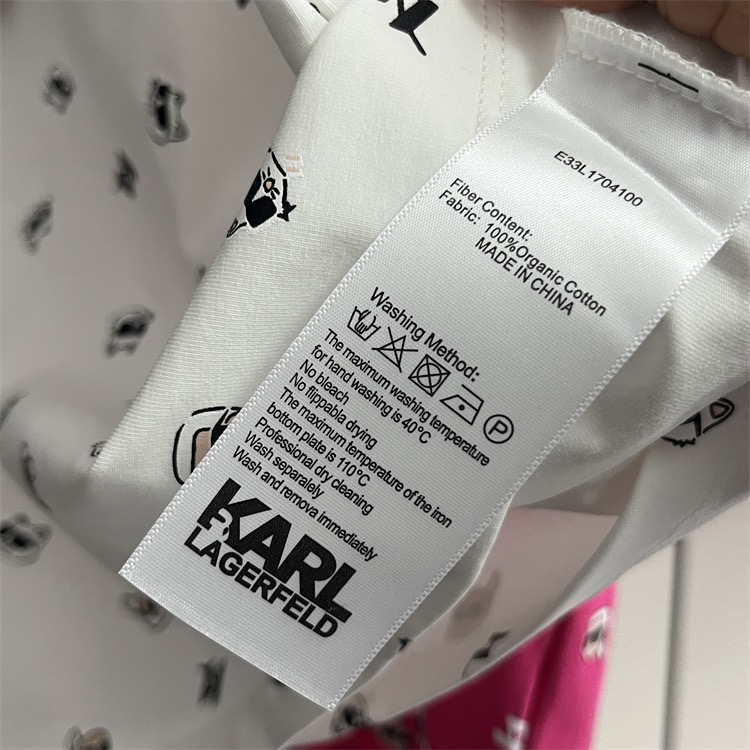 E33L1704100
Fiber Content:
Fabric: 100%Organic Cotton
MADE IN CHINA
Washing Method:
P
The maximum washing temperature
for hand washing is 40°C
No bleach
No flippabla drying
The maximum temperature of the iron
bottom plate is 110°C
Professional dry cleaning
Wash separately
Wash and remova immediately
KARL
LAGERFELD